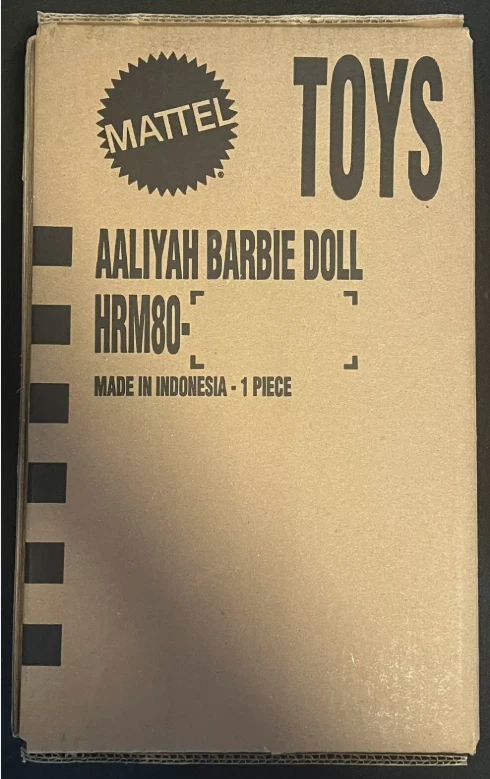 MATTEL
TOYS
AALIYAH BARBIE DOLL
HRM80-
MADE IN INDONESIA - 1 PIECE